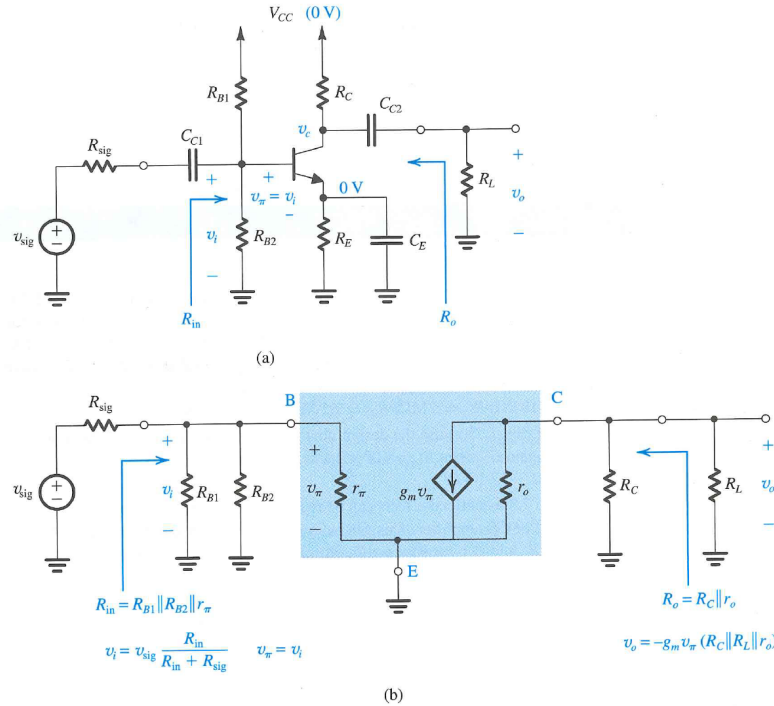 V_CC (0 V)
R_B1
R_C
C_C2
C_C1
v_c
R_sig
+
+
0 V
+
v_π = v_i
−
R_L
v_o
v_sig
+
−
v_i
R_B2
R_E
C_E
−
−
R_in
R_o
(a)
R_sig
B
C
+
+
+
v_sig
+
−
v_i
R_B1
R_B2
v_π
r_π
g_m v_π
r_o
R_C
R_L
v_o
−
−
−
E
R_in = R_B1 ∥ R_B2 ∥ r_π
R_o = R_C ∥ r_o
v_i = v_sig R_in / (R_in + R_sig) v_π = v_i
v_o = −g_m v_π (R_C ∥ R_L ∥ r_o)
(b)